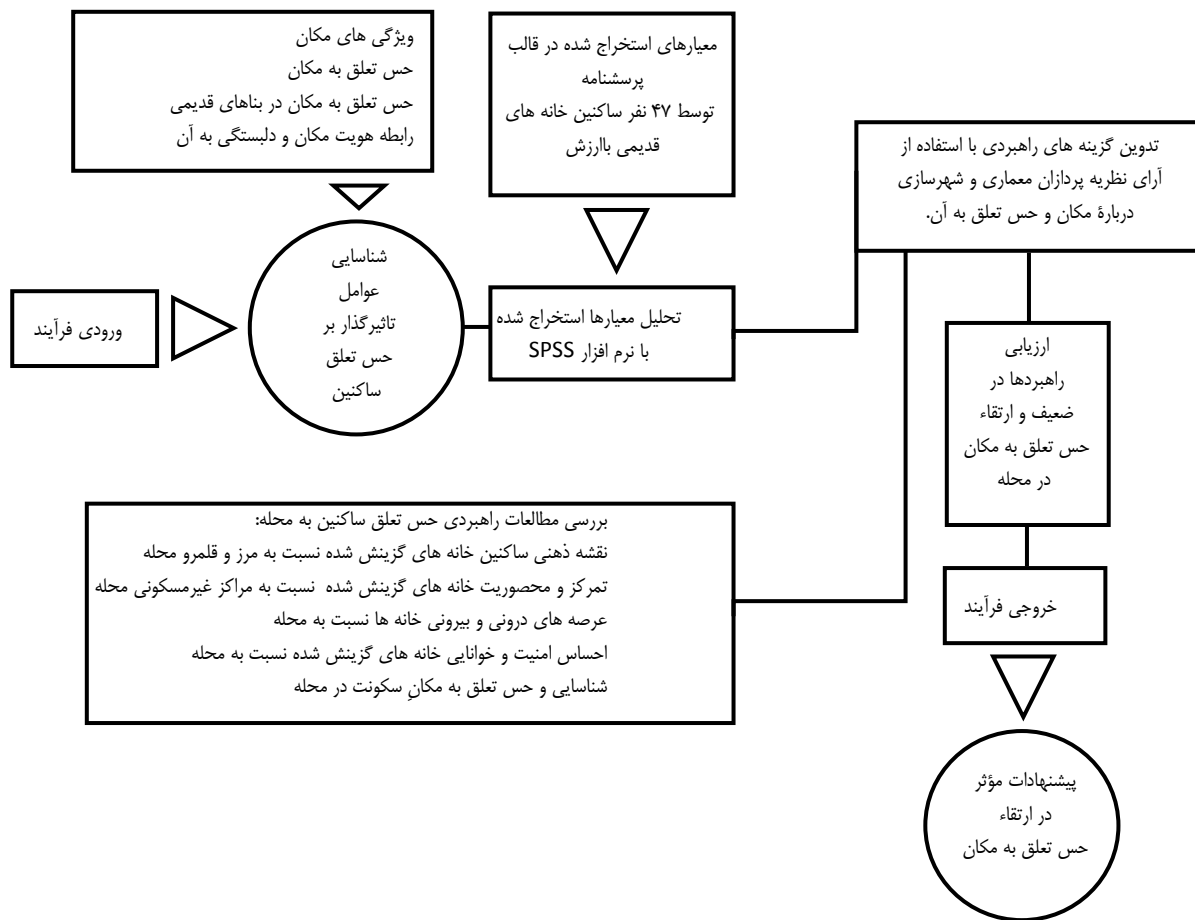 ویژگی های مکان
حس تعلق به مکان
حس تعلق به مکان در بناهای قدیمی
رابطه هویت مکان و دلبستگی به آن
معیارهای استخراج شده در قالب
پرسشنامه
توسط ۴۷ نفر ساکنین خانه های
قدیمی باارزش
تدوین گزینه های راهبردی با استفاده از
آرای نظریه پردازان معماری و شهرسازی
دربارهٔ مکان و حس تعلق به آن.
ورودی فرآیند
شناسایی
عوامل
تاثیرگذار بر
حس تعلق
ساکنین
تحلیل معیارها استخراج شده
با نرم افزار SPSS
ارزیابی
راهبردها در
ضعیف و ارتقاء
حس تعلق به مکان
در محله
بررسی مطالعات راهبردی حس تعلق ساکنین به محله:
نقشه ذهنی ساکنین خانه های گزینش شده نسبت به مرز و قلمرو محله
تمرکز و محصوریت خانه های گزینش شده نسبت به مراکز غیرمسکونی محله
عرصه های درونی و بیرونی خانه ها نسبت به محله
احساس امنیت و خوانایی خانه های گزینش شده نسبت به محله
شناسایی و حس تعلق به مکانِ سکونت در محله
خروجی فرآیند
پیشنهادات مؤثر
در ارتقاء
حس تعلق به مکان